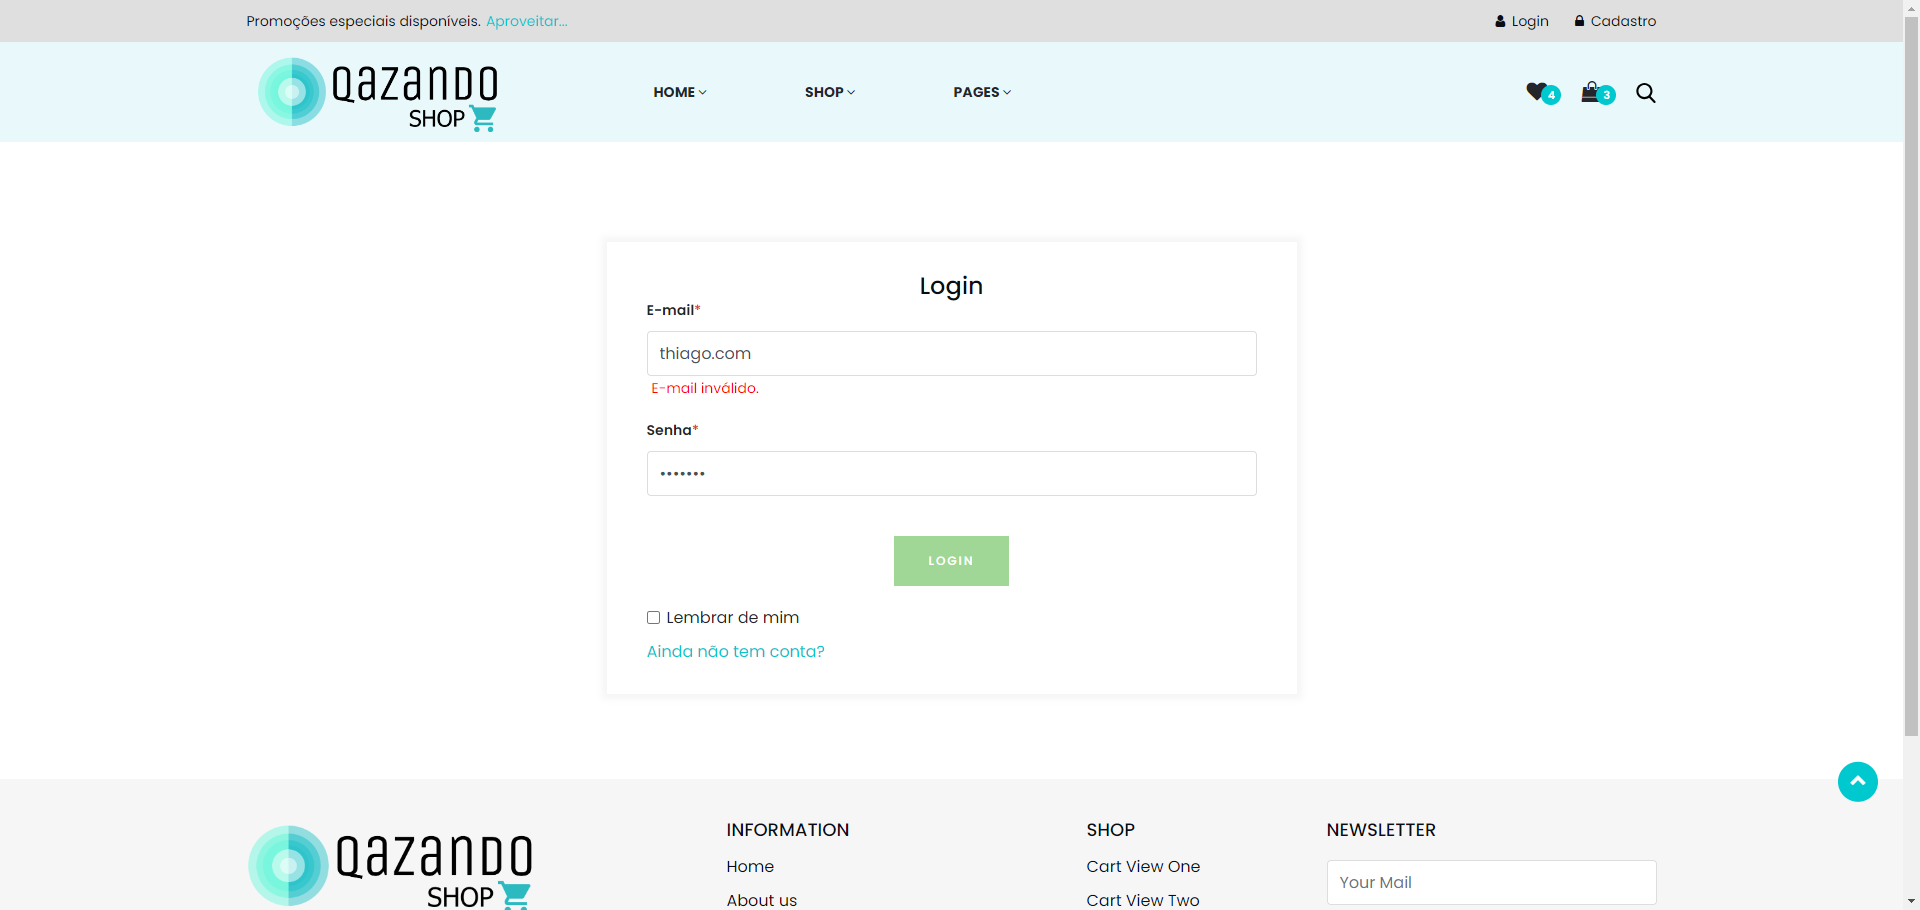 Promoções especiais disponíveis. Aproveitar...
Login
Cadastro
QAZANDO
SHOP
HOME
SHOP
PAGES
4
3
Login
E-mail*
thiago.com
E-mail inválido.
Senha*
•••••••
LOGIN
Lembrar de mim
Ainda não tem conta?
QAZANDO
SHOP
INFORMATION
Home
About us
SHOP
Cart View One
Cart View Two
NEWSLETTER
Your Mail